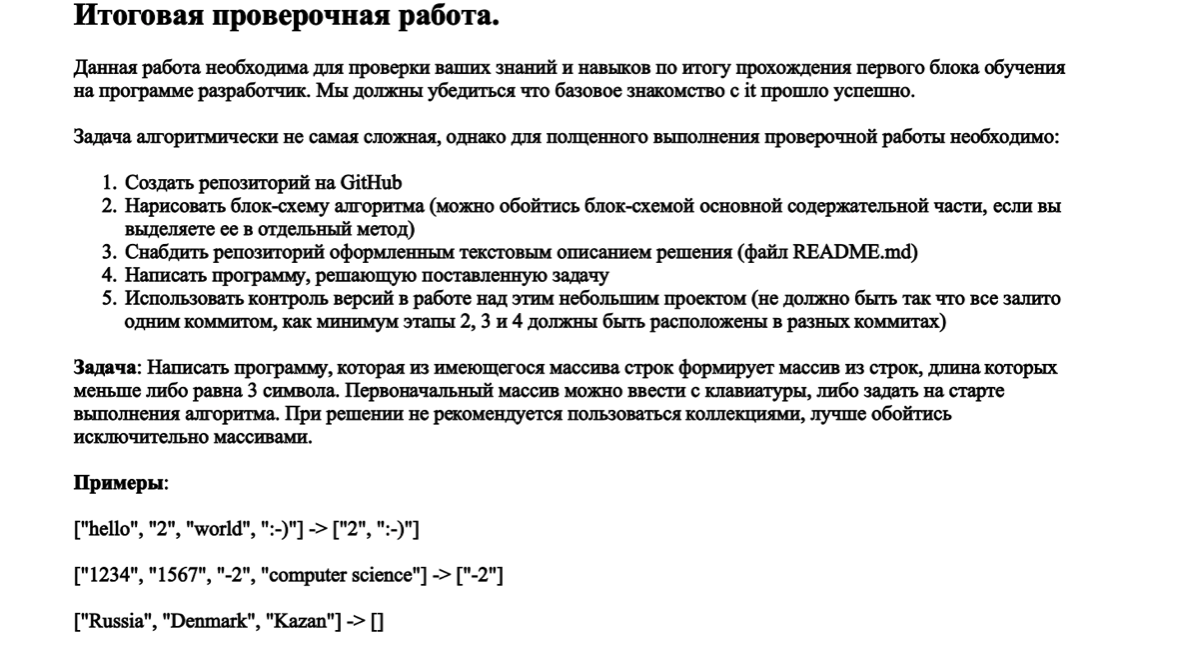 Итоговая проверочная работа.
Данная работа необходима для проверки ваших знаний и навыков по итогу прохождения первого блока обучения
на программе разработчик. Мы должны убедиться что базовое знакомство с it прошло успешно.
Задача алгоритмически не самая сложная, однако для полценного выполнения проверочной работы необходимо:
1. Создать репозиторий на GitHub
2. Нарисовать блок-схему алгоритма (можно обойтись блок-схемой основной содержательной части, если вы
выделяете ее в отдельный метод)
3. Снабдить репозиторий оформленным текстовым описанием решения (файл README.md)
4. Написать программу, решающую поставленную задачу
5. Использовать контроль версий в работе над этим небольшим проектом (не должно быть так что все залито
одним коммитом, как минимум этапы 2, 3 и 4 должны быть расположены в разных коммитах)
Задача: Написать программу, которая из имеющегося массива строк формирует массив из строк, длина которых
меньше либо равна 3 символа. Первоначальный массив можно ввести с клавиатуры, либо задать на старте
выполнения алгоритма. При решении не рекомендуется пользоваться коллекциями, лучше обойтись
исключительно массивами.
Примеры:
["hello", "2", "world", ":-)"] -> ["2", ":-)"]
["1234", "1567", "-2", "computer science"] -> ["-2"]
["Russia", "Denmark", "Kazan"] -> []